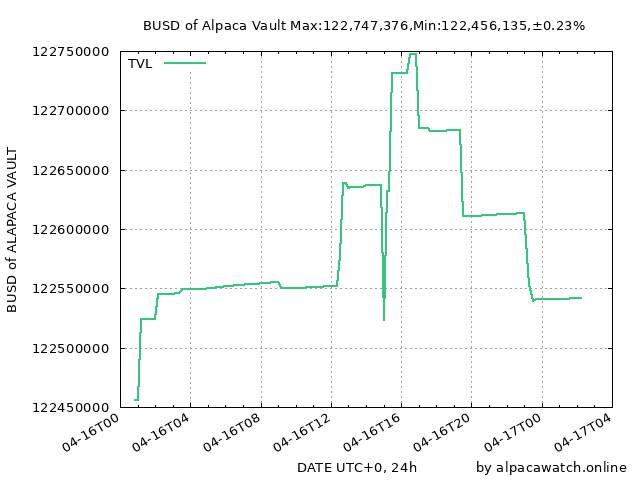 BUSD of Alpaca Vault Max:122,747,376,Min:122,456,135,±0.23%
TVL
122750000
122700000
122650000
122600000
122550000
122500000
122450000
BUSD of ALAPACA VAULT
04-16T00
04-16T04
04-16T08
04-16T12
04-16T16
04-16T20
04-17T00
04-17T04
DATE UTC+0, 24h
by alpacawatch.online